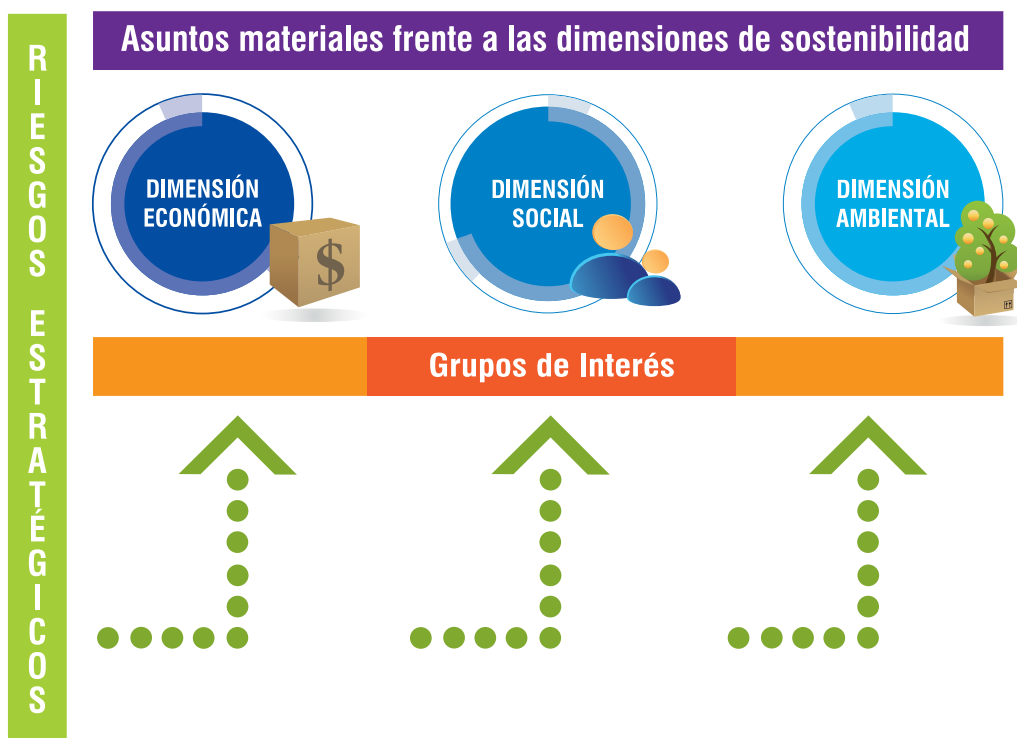 RIESGOS ESTRATÉGICOS
Asuntos materiales frente a las dimensiones de sostenibilidad
DIMENSIÓN
ECONÓMICA
$
DIMENSIÓN
SOCIAL
DIMENSIÓN
AMBIENTAL
Grupos de Interés